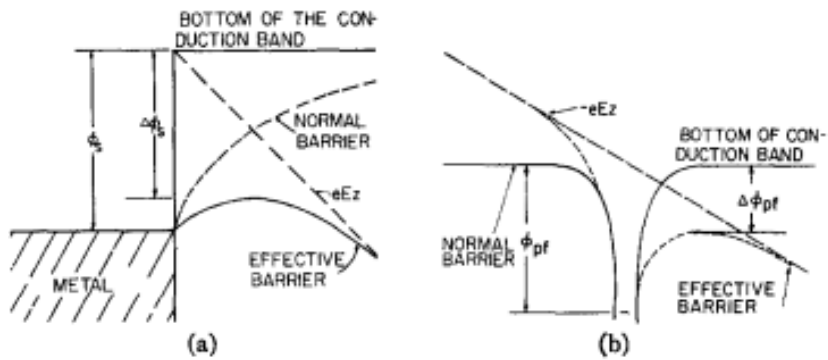 BOTTOM OF THE CON-
DUCTION BAND
ϕs
Δϕs
NORMAL
BARRIER
eEz
EFFECTIVE
BARRIER
METAL
(a)
eEz
BOTTOM OF CON-
DUCTION BAND
Δϕpf
NORMAL
BARRIER
ϕpf
EFFECTIVE
BARRIER
(b)